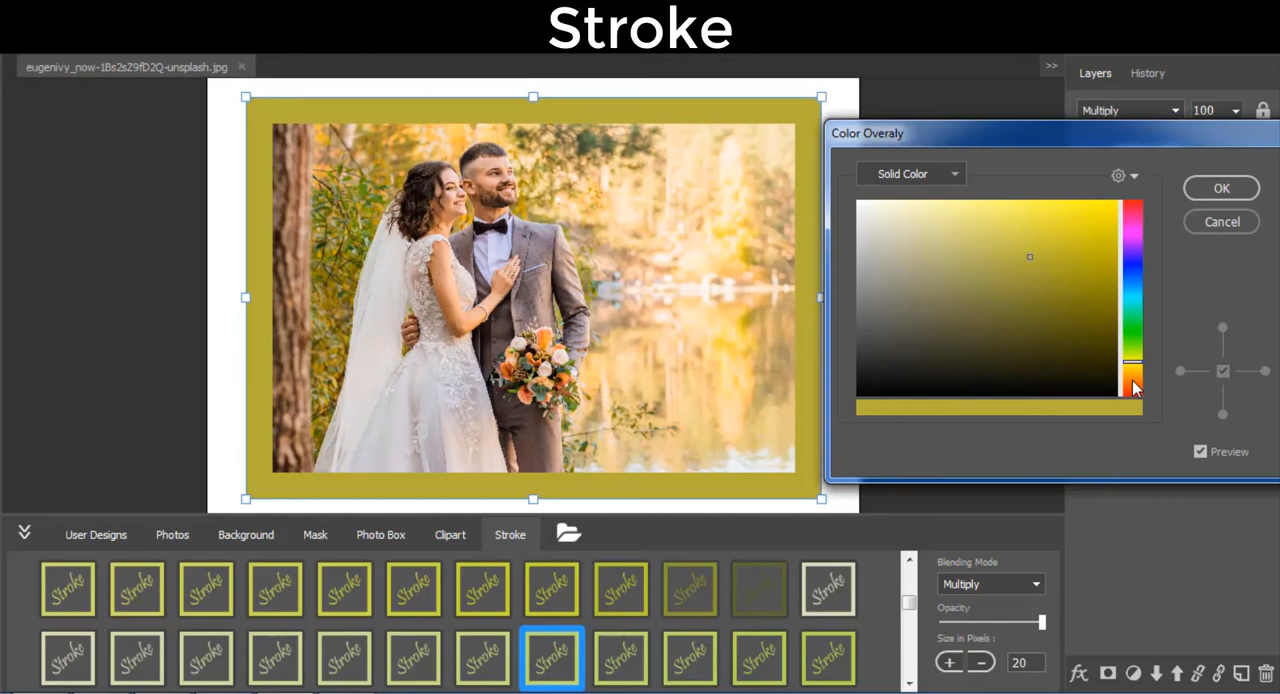 Stroke
eugenivy_now-1Bs2sZ9fD2Q-unsplash.jpg ×
>>
Layers History
Multiply 100
Color Overaly
Solid Color
OK
Cancel
Preview
User Designs Photos Background Mask Photo Box Clipart Stroke
Stroke Stroke Stroke Stroke Stroke Stroke Stroke Stroke Stroke Stroke Stroke Stroke
Stroke Stroke Stroke Stroke Stroke Stroke Stroke Stroke Stroke Stroke Stroke Stroke
Blending Mode
Multiply
Opacity
Size in Pixels :
+ − 20
fx